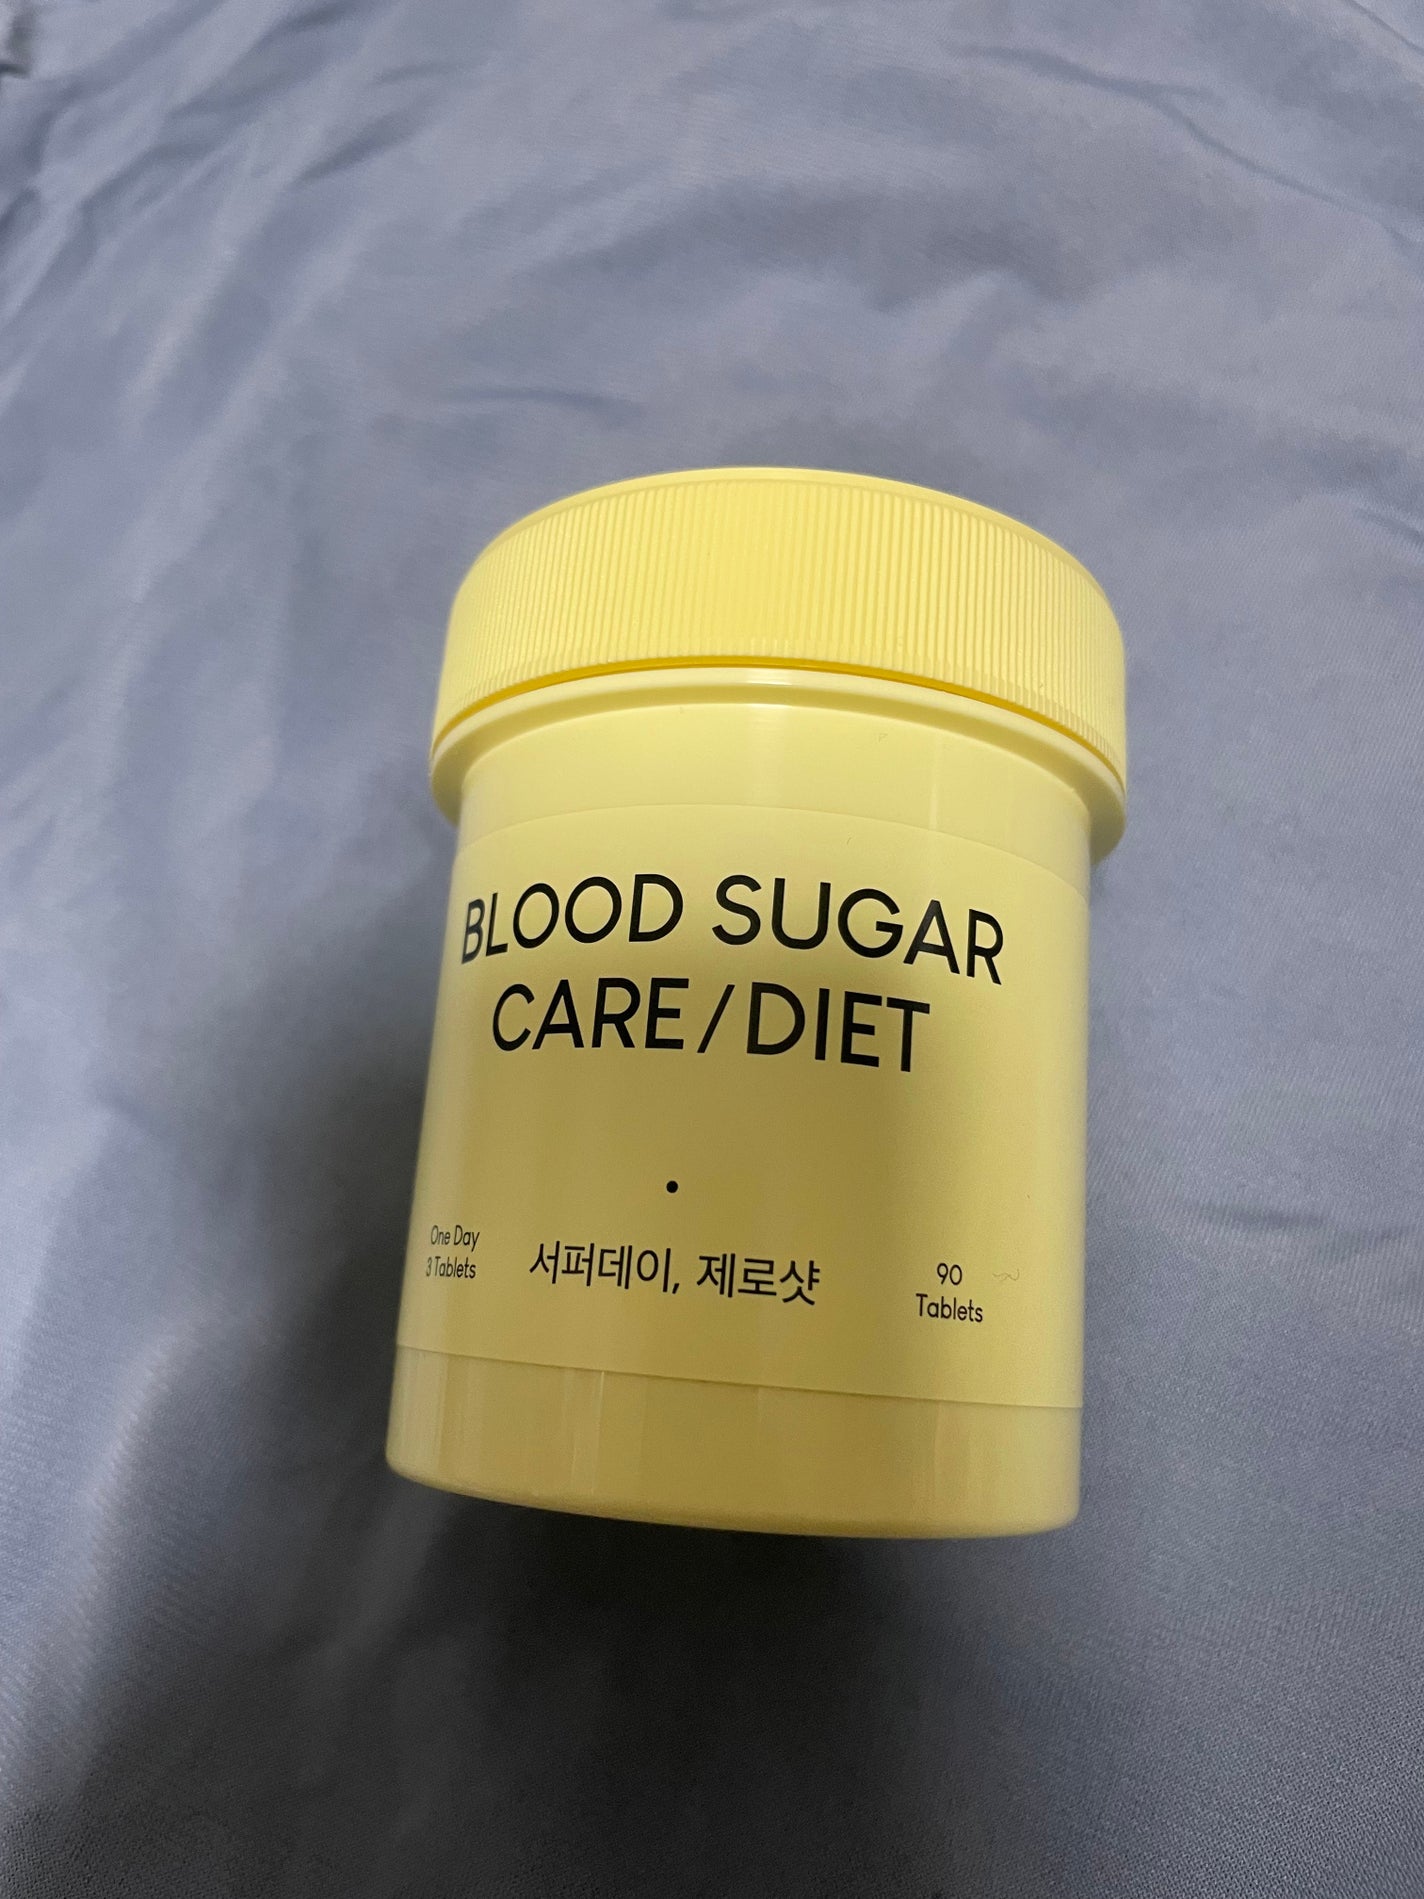 BLOOD SUGAR
CARE/DIET
One Day
3 Tablets
서퍼데이, 제로샷
90
Tablets